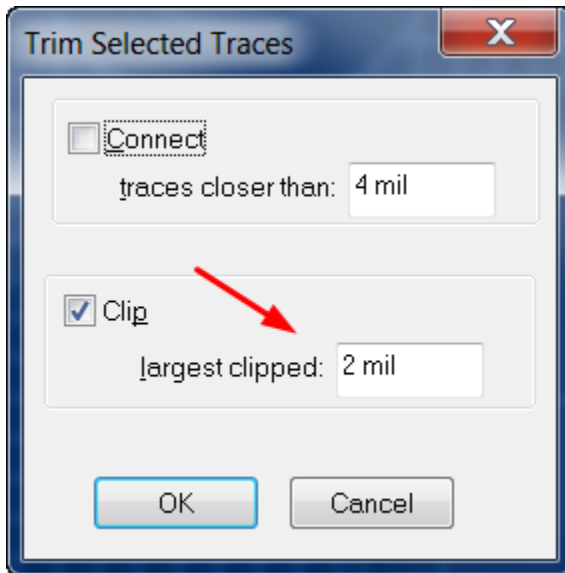 Trim Selected Traces
Connect
traces closer than: 4 mil
Clip
largest clipped: 2 mil
OK Cancel